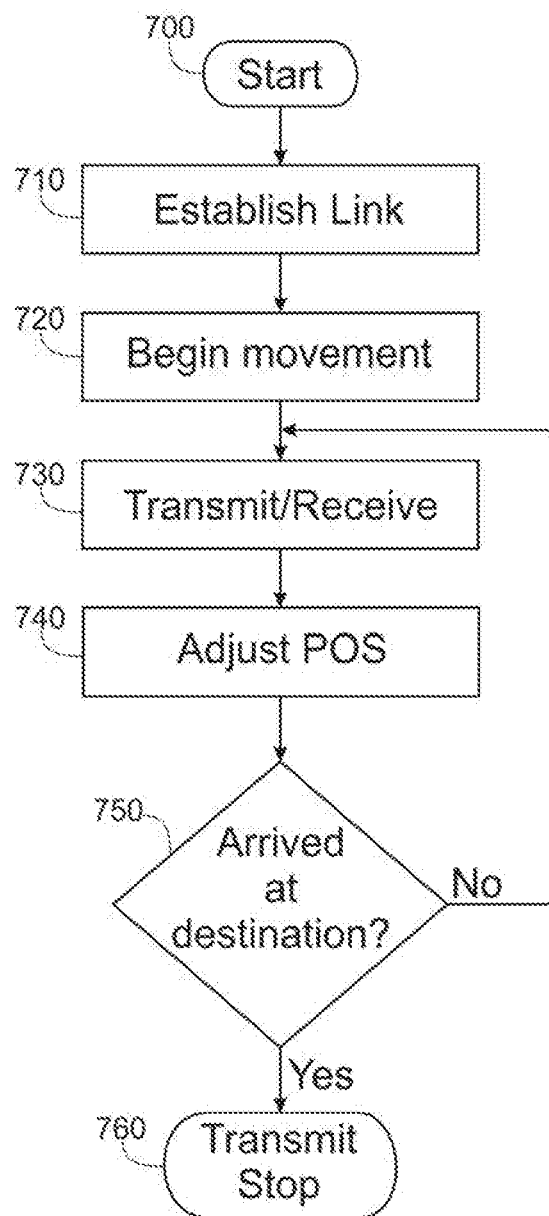 700
Start
710
Establish Link
720
Begin movement
730
Transmit/Receive
740
Adjust POS
750
Arrived
at
destination?
No
Yes
760
Transmit
Stop